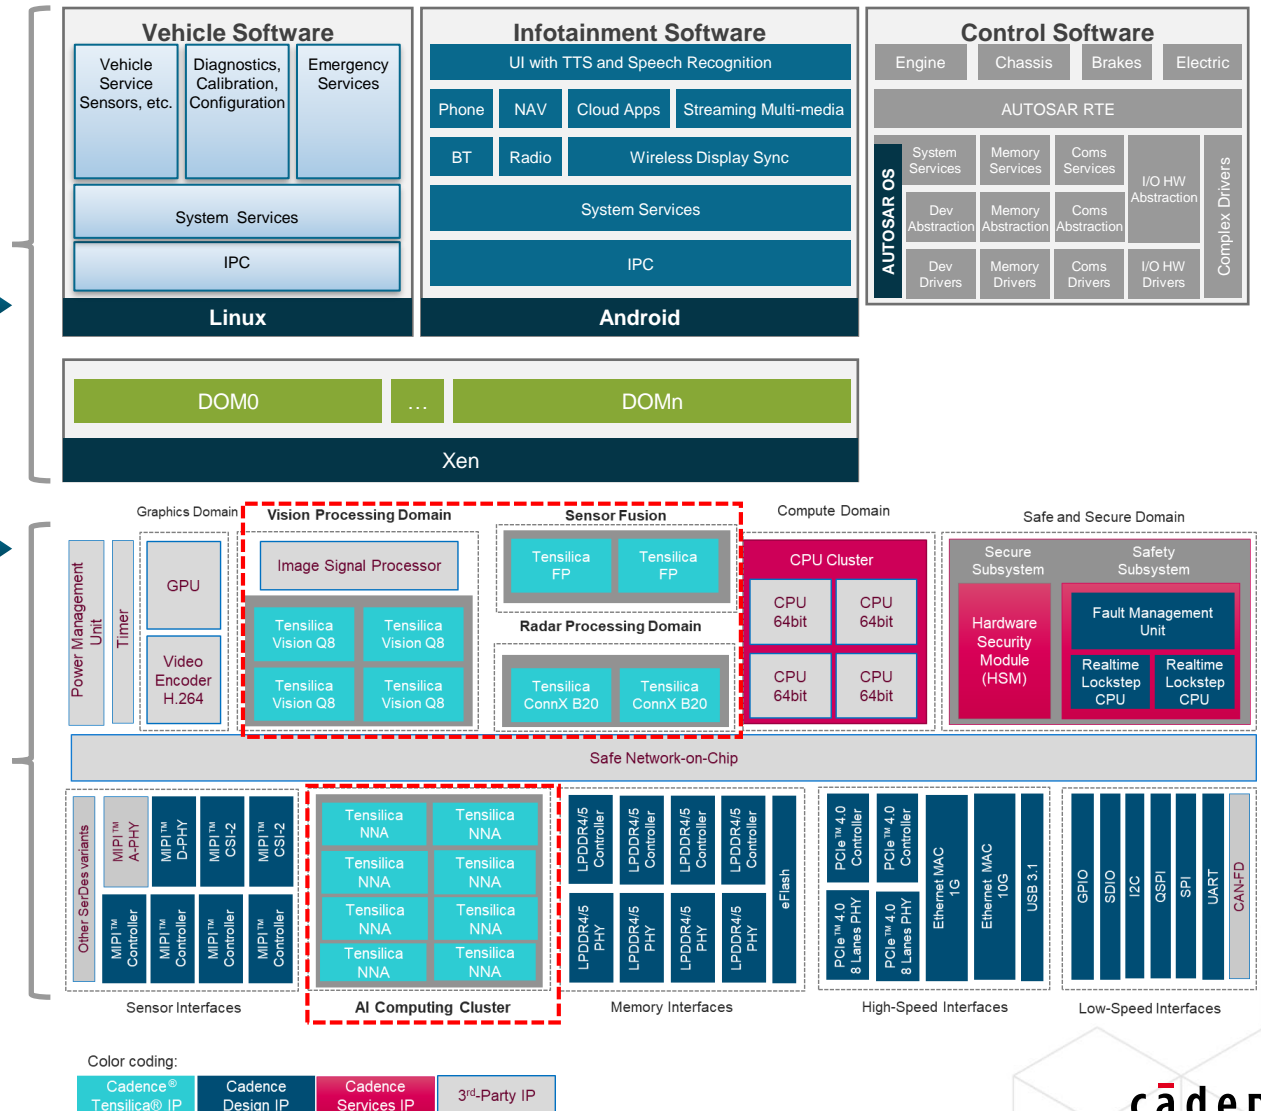 Vehicle Software
Vehicle
Service
Sensors, etc.
Diagnostics,
Calibration,
Configuration
Emergency
Services
System Services
IPC
Linux
Infotainment Software
UI with TTS and Speech Recognition
Phone
NAV
Cloud Apps
Streaming Multi-media
BT
Radio
Wireless Display Sync
System Services
IPC
Android
Control Software
Engine
Chassis
Brakes
Electric
AUTOSAR RTE
AUTOSAR OS
System
Services
Memory
Services
Coms
Services
I/O HW
Abstraction
Complex Drivers
Dev
Abstraction
Memory
Abstraction
Coms
Abstraction
Dev
Drivers
Memory
Drivers
Coms
Drivers
I/O HW
Drivers
DOM0
...
DOMn
Xen
Power Management
Unit
Timer
Graphics Domain
GPU
Video
Encoder
H.264
Vision Processing Domain
Image Signal Processor
Tensilica
Vision Q8
Tensilica
Vision Q8
Tensilica
Vision Q8
Tensilica
Vision Q8
Sensor Fusion
Tensilica
FP
Tensilica
FP
Radar Processing Domain
Tensilica
ConnX B20
Tensilica
ConnX B20
Compute Domain
CPU Cluster
CPU
64bit
CPU
64bit
CPU
64bit
CPU
64bit
Safe and Secure Domain
Secure
Subsystem
Hardware
Security
Module
(HSM)
Safety
Subsystem
Fault Management
Unit
Realtime
Lockstep
CPU
Realtime
Lockstep
CPU
Safe Network-on-Chip
Other SerDes variants
MIPI™
A-PHY
MIPI™
D-PHY
MIPI™
CSI-2
MIPI™
CSI-2
MIPI™
Controller
MIPI™
Controller
MIPI™
Controller
MIPI™
Controller
Sensor Interfaces
Tensilica
NNA
Tensilica
NNA
Tensilica
NNA
Tensilica
NNA
Tensilica
NNA
Tensilica
NNA
Tensilica
NNA
Tensilica
NNA
AI Computing Cluster
LPDDR4/5
Controller
LPDDR4/5
Controller
LPDDR4/5
Controller
LPDDR4/5
Controller
LPDDR4/5
PHY
LPDDR4/5
PHY
LPDDR4/5
PHY
LPDDR4/5
PHY
eFlash
Memory Interfaces
PCIe™ 4.0
Controller
PCIe™ 4.0
Controller
PCIe™ 4.0
8 Lanes PHY
PCIe™ 4.0
8 Lanes PHY
Ethernet MAC
1G
Ethernet MAC
10G
USB 3.1
High-Speed Interfaces
GPIO
SDIO
I2C
QSPI
SPI
UART
CAN-FD
Low-Speed Interfaces
Color coding:
Cadence®
Tensilica® IP
Cadence
Design IP
Cadence
Services IP
3rd-Party IP